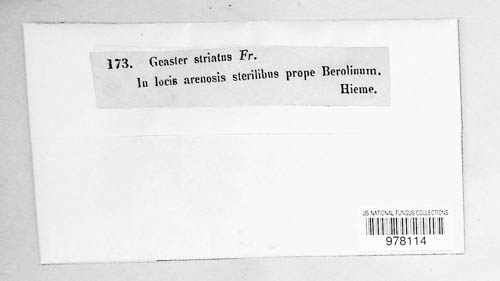 173. Geaster striatus Fr.
In locis arenosis sterilibus prope Berolinum.
Hieme.
US NATIONAL FUNGUS COLLECTIONS
978114